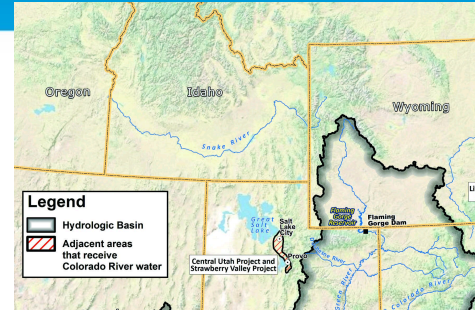 Oregon
Idaho
Wyoming
Snake River
Legend
Hydrologic Basin
Adjacent areas
that receive
Colorado River water
Great
Salt
Lake
Salt
Lake
City
Flaming
Gorge
Reservoir
Flaming
Gorge Dam
Provo
Central Utah Project and
Strawberry Valley Project
Green River
Colorado River